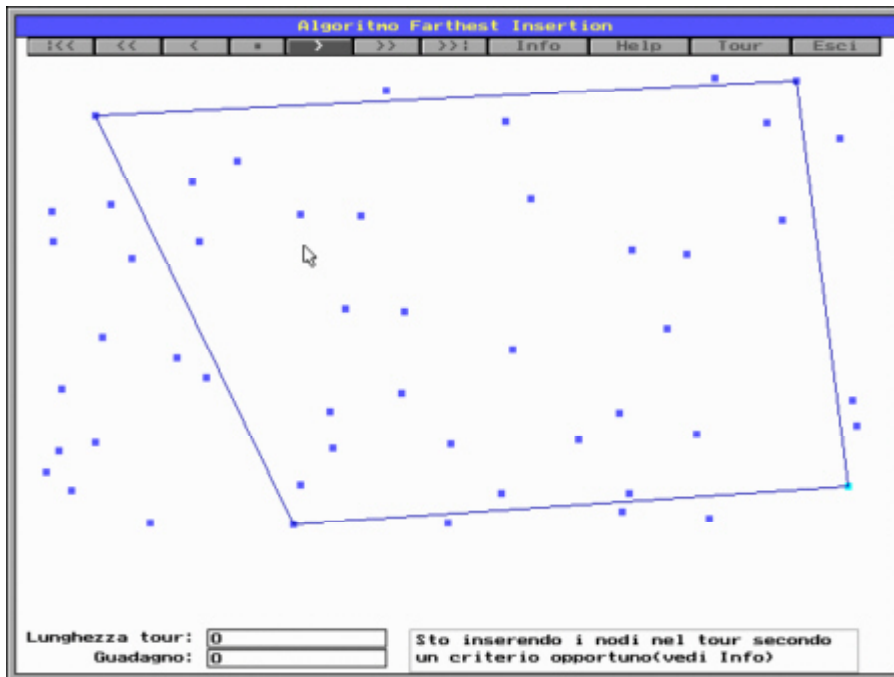 Algoritmo Farthest Insertion
|<< << < ▪ > >> >>| Info Help Tour Esci
Lunghezza tour: 0
Guadagno: 0
Sto inserendo i nodi nel tour secondo
un criterio opportuno(vedi Info)